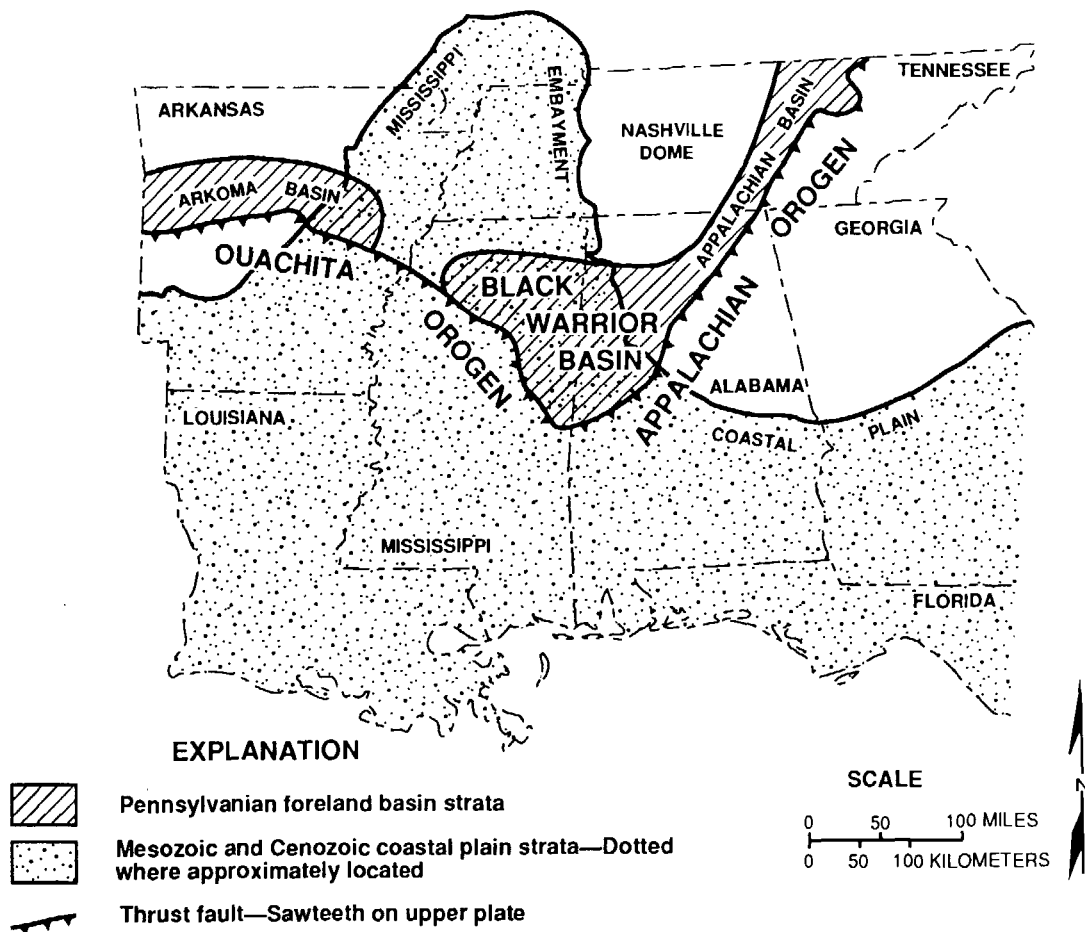 MISSISSIPPI
EMBAYMENT
ARKANSAS
TENNESSEE
NASHVILLE
DOME
APPALACHIAN BASIN
ARKOMA BASIN
OUACHITA
OROGEN
APPALACHIAN
OROGEN
GEORGIA
BLACK
WARRIOR
BASIN
ALABAMA
LOUISIANA
COASTAL
PLAIN
MISSISSIPPI
FLORIDA
EXPLANATION
Pennsylvanian foreland basin strata
Mesozoic and Cenozoic coastal plain strata—Dotted
where approximately located
Thrust fault—Sawteeth on upper plate
SCALE
0 50 100 MILES
0 50 100 KILOMETERS
N